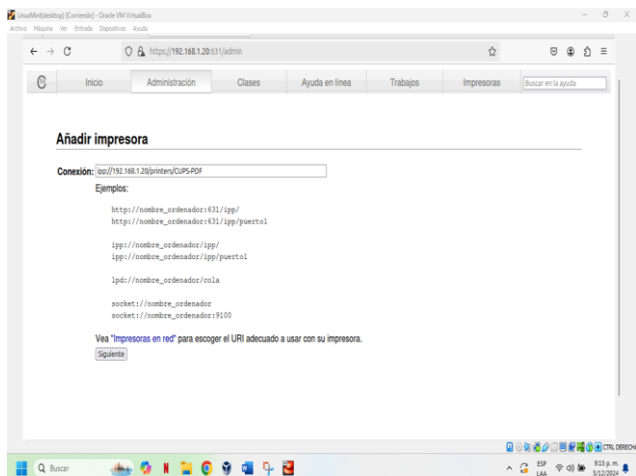 LinuxMint(desktop) [Corriendo] - Oracle VM VirtualBox
Archivo Máquina Ver Entrada Dispositivos Ayuda
https://192.168.1.20:631/admin
Inicio Administración Clases Ayuda en línea Trabajos Impresoras Buscar en la ayuda
Añadir impresora
Conexión: ipp://192.168.1.20/printers/CUPS-PDF
Ejemplos:
http://nombre_ordenador:631/ipp/
http://nombre_ordenador:631/ipp/puerto1
ipp://nombre_ordenador/ipp/
ipp://nombre_ordenador/ipp/puerto1
lpd://nombre_ordenador/cola
socket://nombre_ordenador
socket://nombre_ordenador:9100
Vea "Impresoras en red" para escoger el URI adecuado a usar con su impresora.
Siguiente
CTRL DERECHA
Buscar
ESP
LAA
9:15 p. m.
5/12/2024